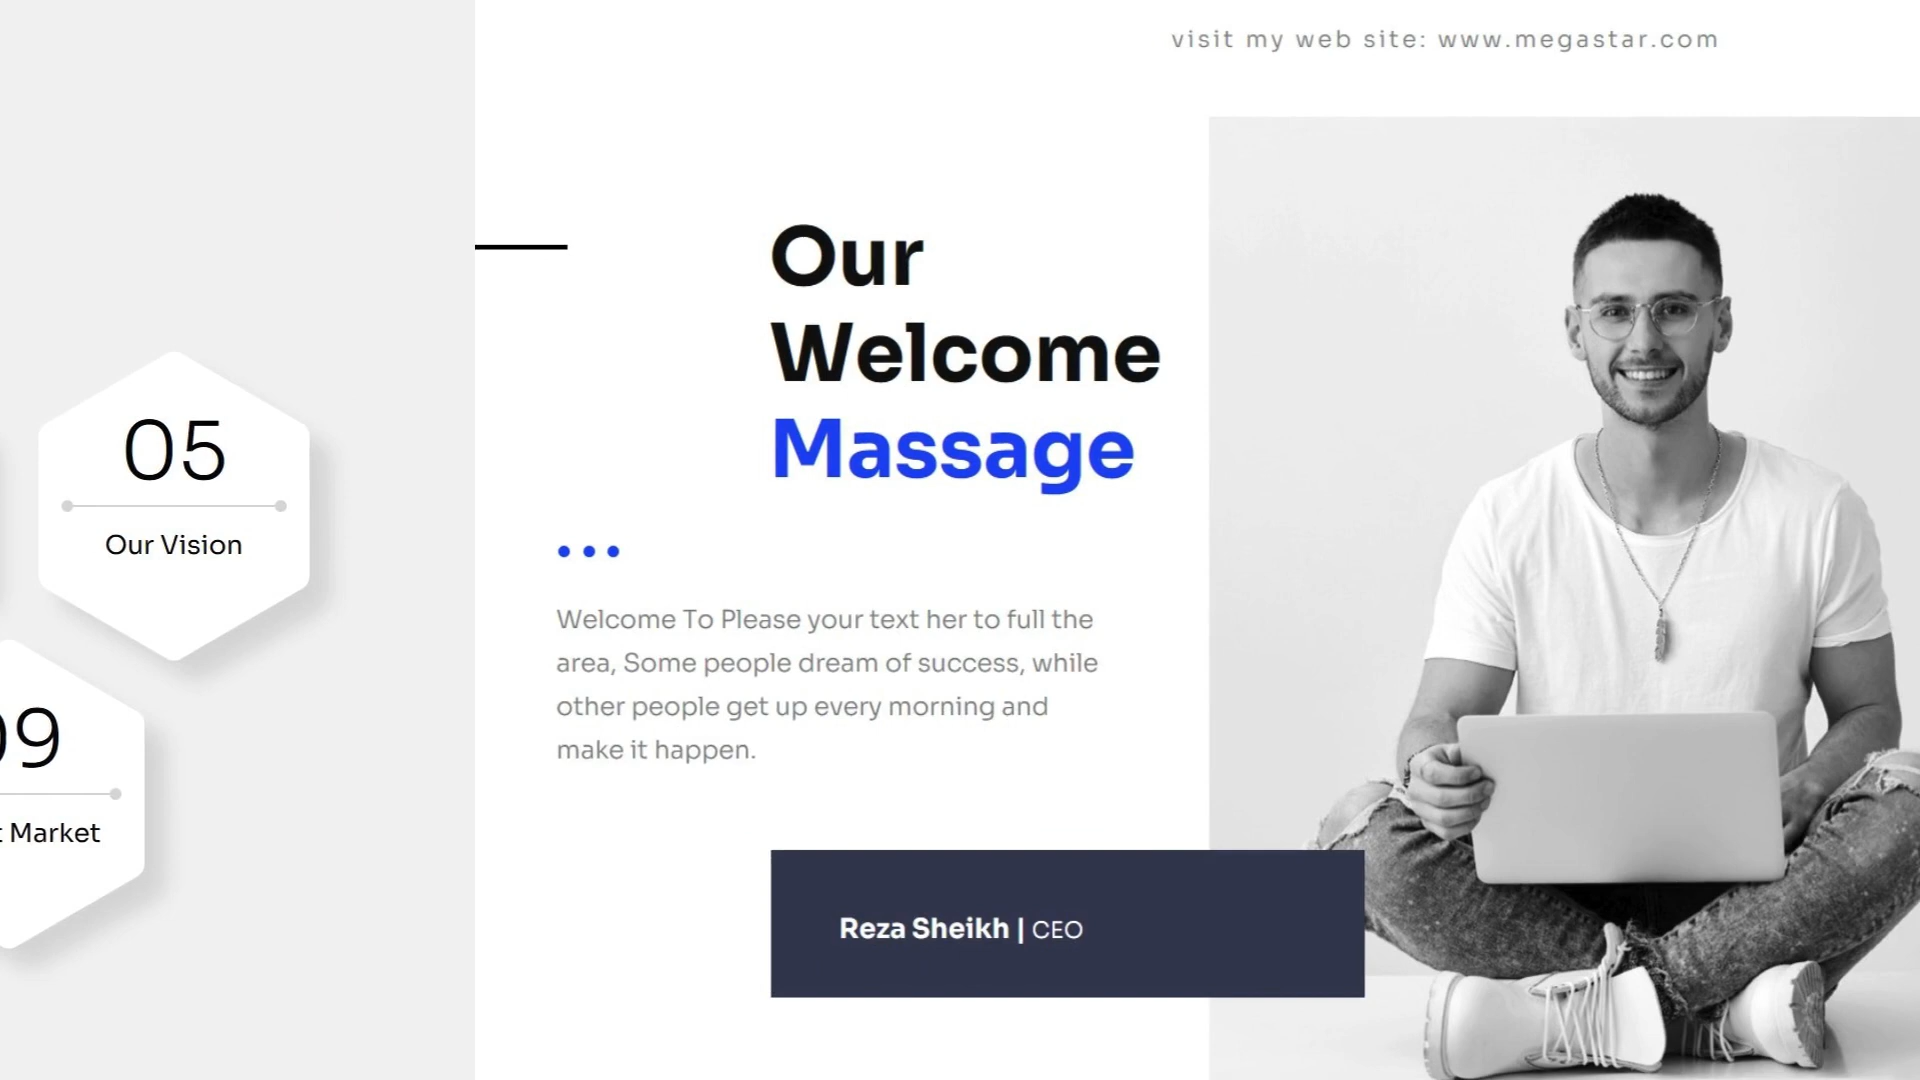 visit my web site: www.megastar.com
05
Our Vision
09
Market
Our
Welcome
Massage
Welcome To Please your text her to full the
area, Some people dream of success, while
other people get up every morning and
make it happen.
Reza Sheikh | CEO